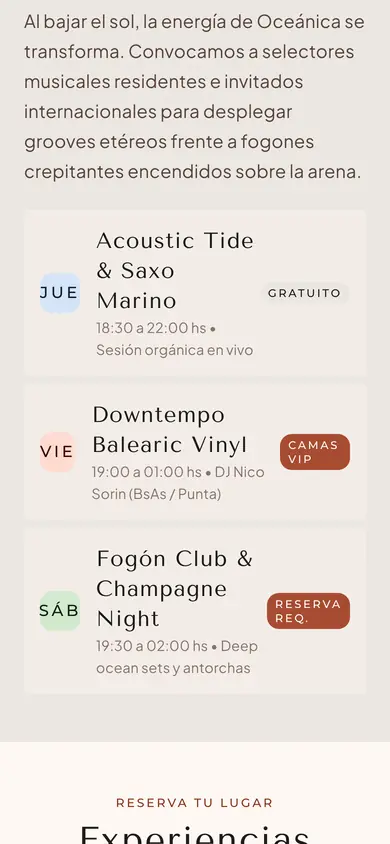 Al bajar el sol, la energía de Oceánica se
transforma. Convocamos a selectores
musicales residentes e invitados
internacionales para desplegar
grooves etéreos frente a fogones
crepitantes encendidos sobre la arena.
JUE
Acoustic Tide
& Saxo
Marino
18:30 a 22:00 hs •
Sesión orgánica en vivo
GRATUITO
VIE
Downtempo
Balearic Vinyl
19:00 a 01:00 hs • DJ Nico
Sorin (BsAs / Punta)
CAMAS
VIP
SÁB
Fogón Club &
Champagne
Night
19:30 a 02:00 hs • Deep
ocean sets y antorchas
RESERVA
REQ.
RESERVA TU LUGAR
Experiencias